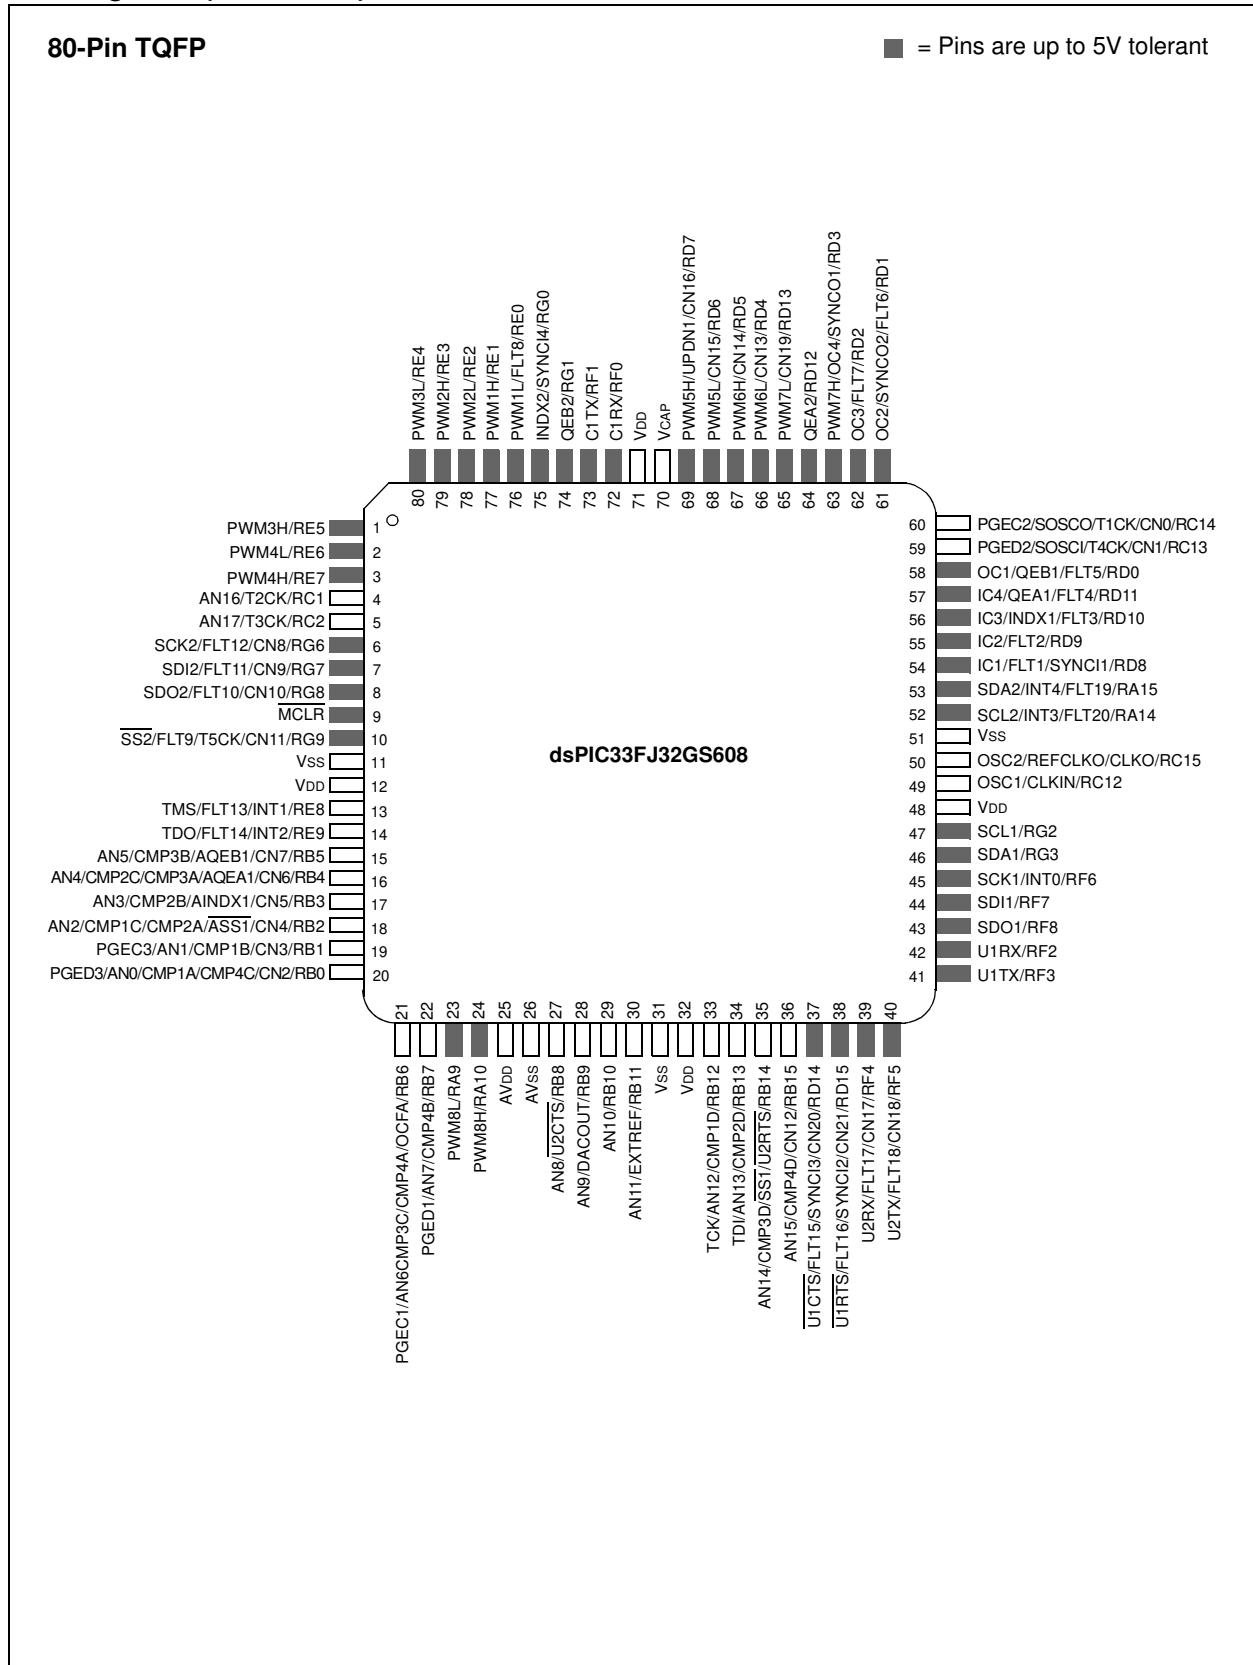 80-Pin TQFP
= Pins are up to 5V tolerant
PWM3L/RE4
PWM2H/RE3
PWM2L/RE2
PWM1H/RE1
PWM1L/FLT8/RE0
INDX2/SYNCI4/RG0
QEB2/RG1
C1TX/RF1
C1RX/RF0
VDD
VCAP
PWM5H/UPDN1/CN16/RD7
PWM5L/CN15/RD6
PWM6H/CN14/RD5
PWM6L/CN13/RD4
PWM7L/CN19/RD13
QEA2/RD12
PWM7H/OC4/SYNCO1/RD3
OC3/FLT7/RD2
OC2/SYNCO2/FLT6/RD1
80
79
78
77
76
75
74
73
72
71
70
69
68
67
66
65
64
63
62
61
PWM3H/RE5 1
PWM4L/RE6 2
PWM4H/RE7 3
AN16/T2CK/RC1 4
AN17/T3CK/RC2 5
SCK2/FLT12/CN8/RG6 6
SDI2/FLT11/CN9/RG7 7
SDO2/FLT10/CN10/RG8 8
MCLR 9
SS2/FLT9/T5CK/CN11/RG9 10
VSS 11
VDD 12
TMS/FLT13/INT1/RE8 13
TDO/FLT14/INT2/RE9 14
AN5/CMP3B/AQEB1/CN7/RB5 15
AN4/CMP2C/CMP3A/AQEA1/CN6/RB4 16
AN3/CMP2B/AINDX1/CN5/RB3 17
AN2/CMP1C/CMP2A/ASS1/CN4/RB2 18
PGEC3/AN1/CMP1B/CN3/RB1 19
PGED3/AN0/CMP1A/CMP4C/CN2/RB0 20
dsPIC33FJ32GS608
60 PGEC2/SOSCO/T1CK/CN0/RC14
59 PGED2/SOSCI/T4CK/CN1/RC13
58 OC1/QEB1/FLT5/RD0
57 IC4/QEA1/FLT4/RD11
56 IC3/INDX1/FLT3/RD10
55 IC2/FLT2/RD9
54 IC1/FLT1/SYNCI1/RD8
53 SDA2/INT4/FLT19/RA15
52 SCL2/INT3/FLT20/RA14
51 VSS
50 OSC2/REFCLKO/CLKO/RC15
49 OSC1/CLKIN/RC12
48 VDD
47 SCL1/RG2
46 SDA1/RG3
45 SCK1/INT0/RF6
44 SDI1/RF7
43 SDO1/RF8
42 U1RX/RF2
41 U1TX/RF3
21
22
23
24
25
26
27
28
29
30
31
32
33
34
35
36
37
38
39
40
PGEC1/AN6CMP3C/CMP4A/OCFA/RB6
PGED1/AN7/CMP4B/RB7
PWM8L/RA9
PWM8H/RA10
AVDD
AVSS
AN8/U2CTS/RB8
AN9/DACOUT/RB9
AN10/RB10
AN11/EXTREF/RB11
VSS
VDD
TCK/AN12/CMP1D/RB12
TDI/AN13/CMP2D/RB13
AN14/CMP3D/SS1/U2RTS/RB14
AN15/CMP4D/CN12/RB15
U1CTS/FLT15/SYNCI3/CN20/RD14
U1RTS/FLT16/SYNCI2/CN21/RD15
U2RX/FLT17/CN17/RF4
U2TX/FLT18/CN18/RF5